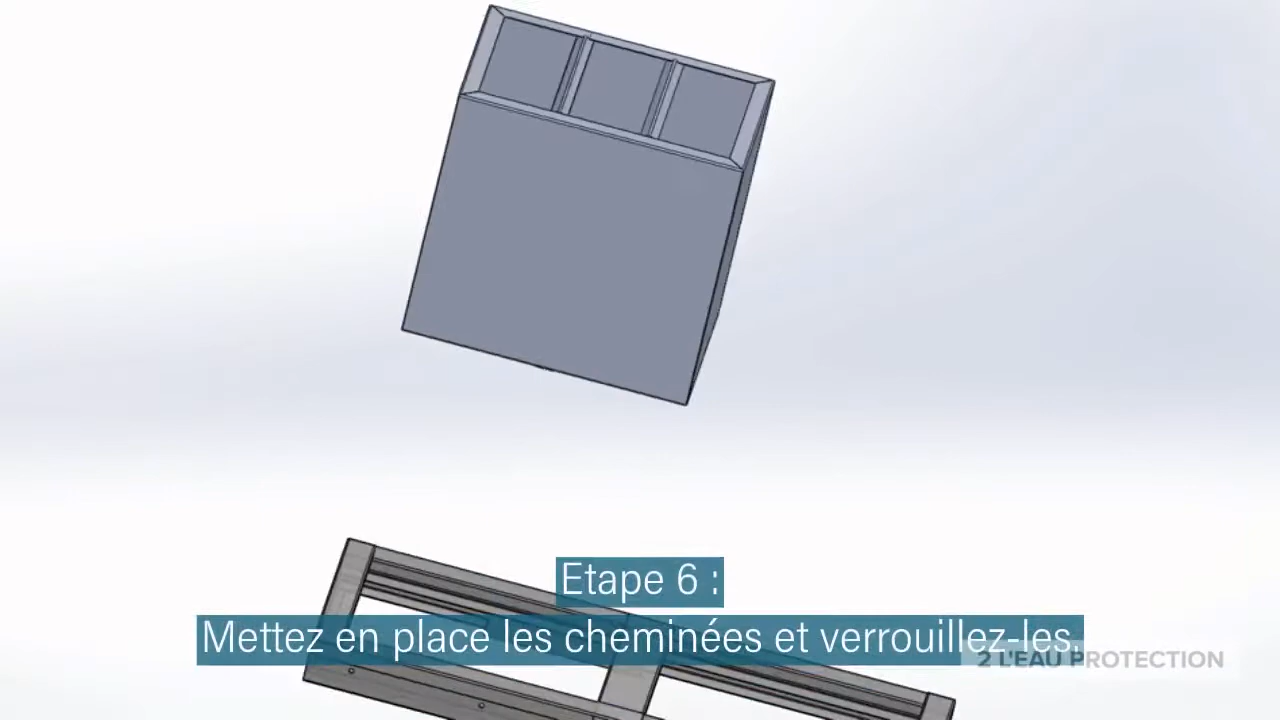 Etape 6 :
Mettez en place les cheminées et verrouillez-les.
2 L'EAU PROTECTION